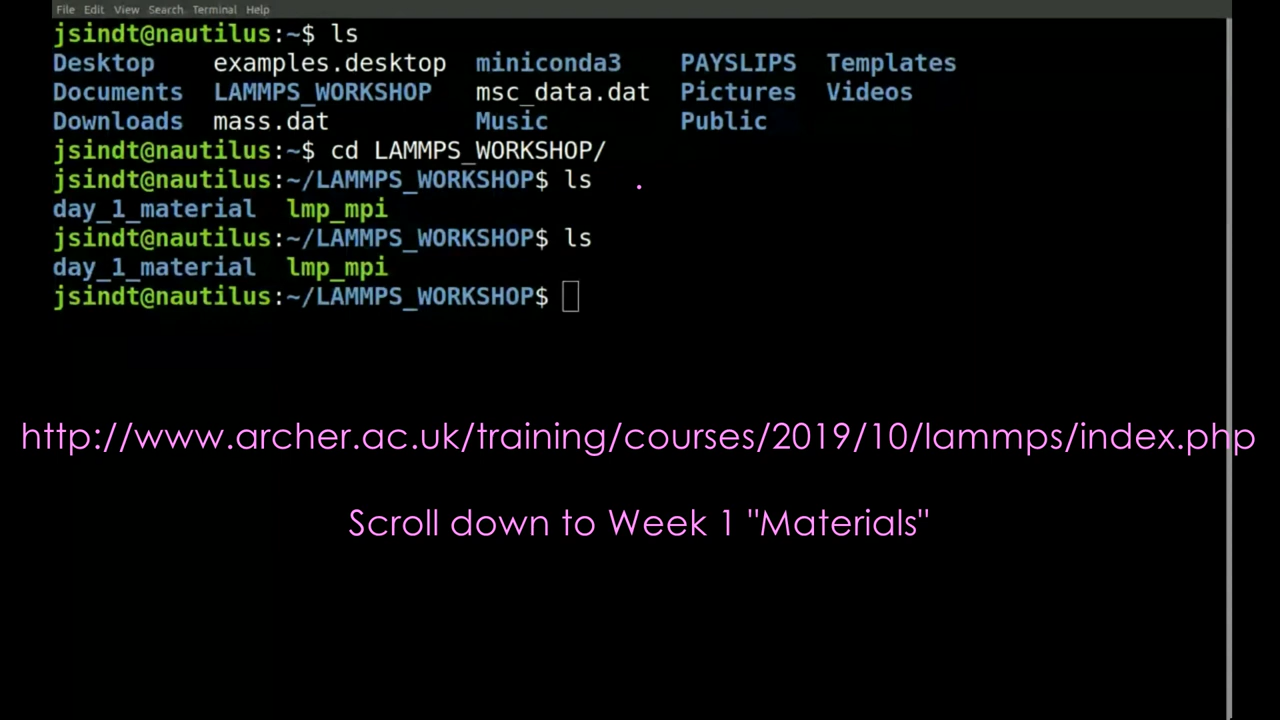 File Edit View Search Terminal Help
jsindt@nautilus:~$ ls
Desktop examples.desktop miniconda3 PAYSLIPS Templates
Documents LAMMPS_WORKSHOP msc_data.dat Pictures Videos
Downloads mass.dat Music Public
jsindt@nautilus:~$ cd LAMMPS_WORKSHOP/
jsindt@nautilus:~/LAMMPS_WORKSHOP$ ls .
day_1_material lmp_mpi
jsindt@nautilus:~/LAMMPS_WORKSHOP$ ls
day_1_material lmp_mpi
jsindt@nautilus:~/LAMMPS_WORKSHOP$
http://www.archer.ac.uk/training/courses/2019/10/lammps/index.php
Scroll down to Week 1 "Materials"